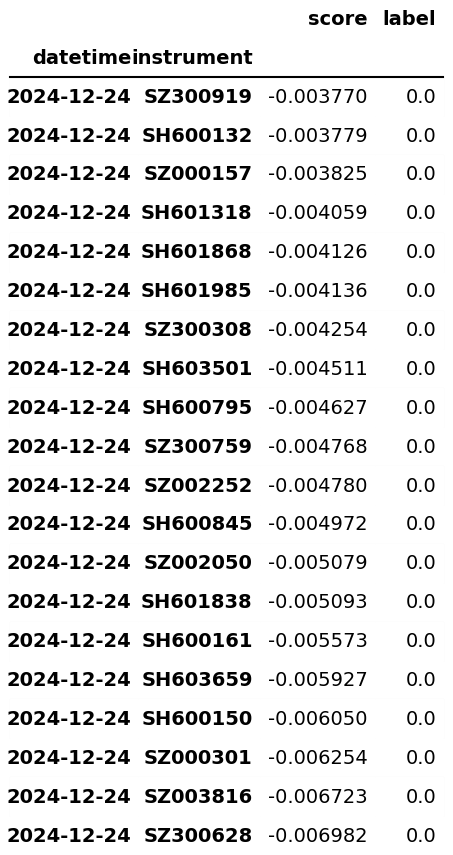 score label
datetime instrument
2024-12-24 SZ300919 -0.003770 0.0
2024-12-24 SH600132 -0.003779 0.0
2024-12-24 SZ000157 -0.003825 0.0
2024-12-24 SH601318 -0.004059 0.0
2024-12-24 SH601868 -0.004126 0.0
2024-12-24 SH601985 -0.004136 0.0
2024-12-24 SZ300308 -0.004254 0.0
2024-12-24 SH603501 -0.004511 0.0
2024-12-24 SH600795 -0.004627 0.0
2024-12-24 SZ300759 -0.004768 0.0
2024-12-24 SZ002252 -0.004780 0.0
2024-12-24 SH600845 -0.004972 0.0
2024-12-24 SZ002050 -0.005079 0.0
2024-12-24 SH601838 -0.005093 0.0
2024-12-24 SH600161 -0.005573 0.0
2024-12-24 SH603659 -0.005927 0.0
2024-12-24 SH600150 -0.006050 0.0
2024-12-24 SZ000301 -0.006254 0.0
2024-12-24 SZ003816 -0.006723 0.0
2024-12-24 SZ300628 -0.006982 0.0